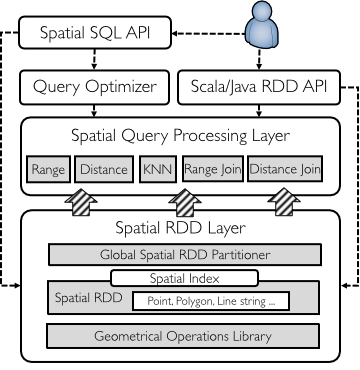 Spatial SQL API
Query Optimizer
Scala/Java RDD API
Spatial Query Processing Layer
Range
Distance
KNN
Range Join
Distance Join
Spatial RDD Layer
Global Spatial RDD Partitioner
Spatial Index
Spatial RDD
Point, Polygon, Line string ...
Geometrical Operations Library